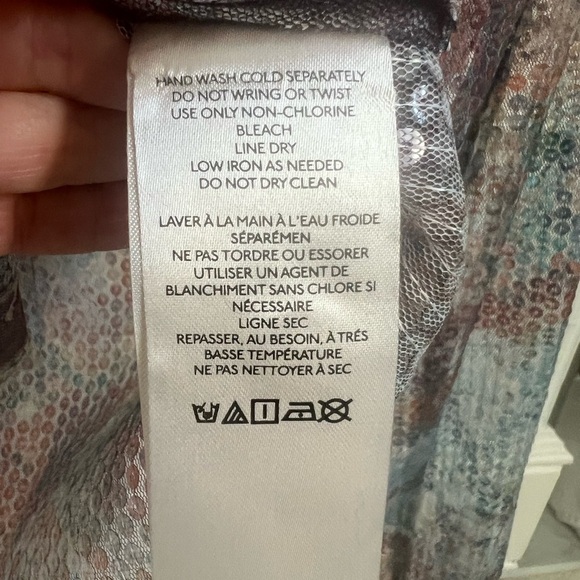 HAND WASH COLD SEPARATELY
DO NOT WRING OR TWIST
USE ONLY NON-CHLORINE
BLEACH
LINE DRY
LOW IRON AS NEEDED
DO NOT DRY CLEAN
LAVER À LA MAIN À L'EAU FROIDE
SÉPARÉMEN
NE PAS TORDRE OU ESSORER
UTILISER UN AGENT DE
BLANCHIMENT SANS CHLORE SI
NÉCESSAIRE
LIGNE SEC
REPASSER, AU BESOIN, À TRÉS
BASSE TEMPÉRATURE
NE PAS NETTOYER À SEC